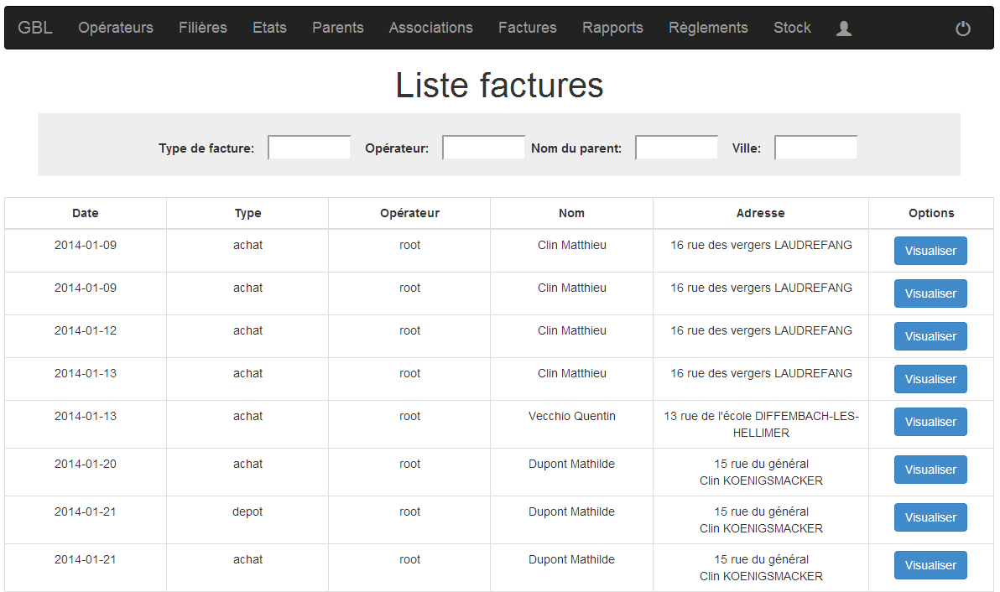 GBL Opérateurs Filières Etats Parents Associations Factures Rapports Règlements Stock
Liste factures
Type de facture: Opérateur: Nom du parent: Ville:
Date Type Opérateur Nom Adresse Options
2014-01-09 achat root Clin Matthieu 16 rue des vergers LAUDREFANG Visualiser
2014-01-09 achat root Clin Matthieu 16 rue des vergers LAUDREFANG Visualiser
2014-01-12 achat root Clin Matthieu 16 rue des vergers LAUDREFANG Visualiser
2014-01-13 achat root Clin Matthieu 16 rue des vergers LAUDREFANG Visualiser
2014-01-13 achat root Vecchio Quentin 13 rue de l'école DIFFEMBACH-LES-
HELLIMER Visualiser
2014-01-20 achat root Dupont Mathilde 15 rue du général
Clin KOENIGSMACKER Visualiser
2014-01-21 depot root Dupont Mathilde 15 rue du général
Clin KOENIGSMACKER Visualiser
2014-01-21 achat root Dupont Mathilde 15 rue du général
Clin KOENIGSMACKER Visualiser